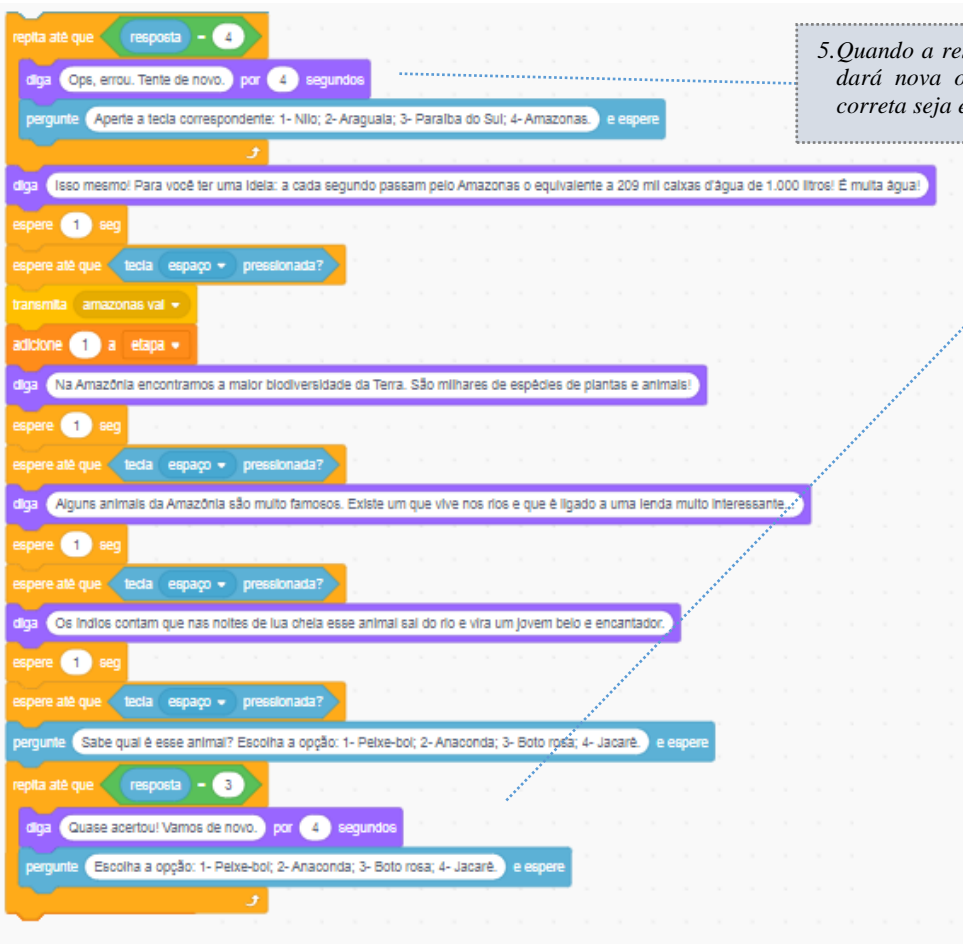 repita até que resposta = 4
diga Ops, errou. Tente de novo. por 4 segundos
pergunte Aperte a tecla correspondente: 1- Nilo; 2- Araguaia; 3- Paraíba do Sul; 4- Amazonas. e espere
diga Isso mesmo! Para você ter uma ideia: a cada segundo passam pelo Amazonas o equivalente a 209 mil caixas d'água de 1.000 litros! É muita água!
espere 1 seg
espere até que tecla espaço pressionada?
transmita amazonas vai
adicione 1 a etapa
diga Na Amazônia encontramos a maior biodiversidade da Terra. São milhares de espécies de plantas e animais!
espere 1 seg
espere até que tecla espaço pressionada?
diga Alguns animais da Amazônia são muito famosos. Existe um que vive nos rios e que é ligado a uma lenda muito interessante...
espere 1 seg
espere até que tecla espaço pressionada?
diga Os índios contam que nas noites de lua cheia esse animal sai do rio e vira um jovem belo e encantador.
espere 1 seg
espere até que tecla espaço pressionada?
pergunte Sabe qual é esse animal? Escolha a opção: 1- Peixe-boi; 2- Anaconda; 3- Boto rosa; 4- Jacaré. e espere
repita até que resposta = 3
diga Quase acertou! Vamos de novo. por 4 segundos
pergunte Escolha a opção: 1- Peixe-boi; 2- Anaconda; 3- Boto rosa; 4- Jacaré. e espere
5.Quando a
dará nova
correta seja